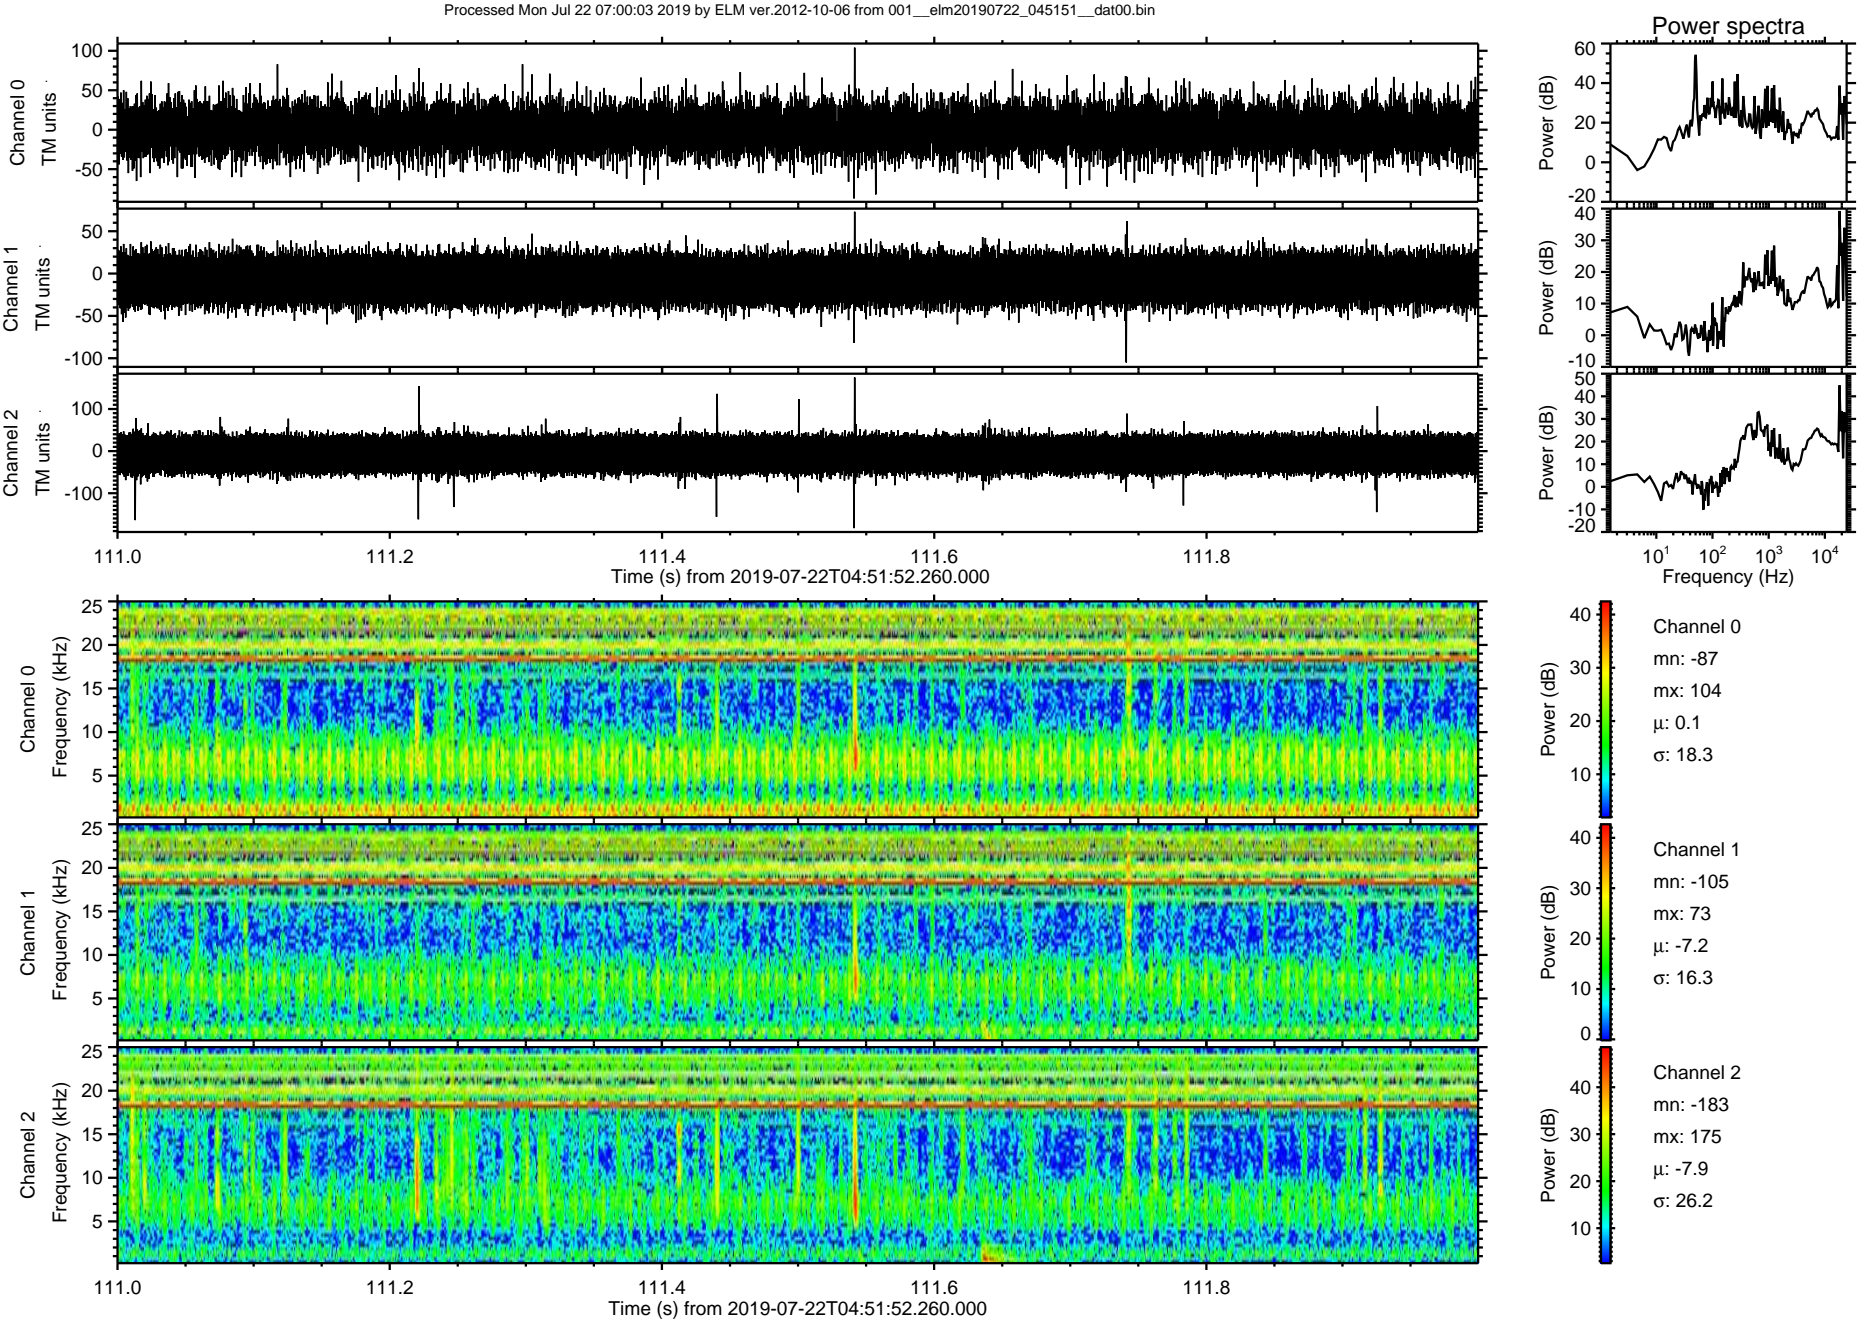 Processed Mon Jul 22 07:00:03 2019 by ELM ver.2012-10-06 from 001__elm20190722_045151__dat00.bin
Power spectra
Channel 0
TM units
100
50
0
-50
Power (dB)
60
40
20
0
-20
Channel 1
TM units
50
0
-50
-100
Power (dB)
40
30
20
10
0
-10
Channel 2
TM units
100
0
-100
Power (dB)
50
40
30
20
10
0
-10
-20
111.0 111.2 111.4 111.6 111.8
Time (s) from 2019-07-22T04:51:52.260.000
10¹ 10² 10³ 10⁴
Frequency (Hz)
Channel 0
Frequency (kHz)
25
20
15
10
5
Power (dB)
40
30
20
10
Channel 0
mn: -87
mx: 104
μ: 0.1
σ: 18.3
Channel 1
Frequency (kHz)
25
20
15
10
5
Power (dB)
40
30
20
10
0
Channel 1
mn: -105
mx: 73
μ: -7.2
σ: 16.3
Channel 2
Frequency (kHz)
25
20
15
10
5
Power (dB)
40
30
20
10
Channel 2
mn: -183
mx: 175
μ: -7.9
σ: 26.2
111.0 111.2 111.4 111.6 111.8
Time (s) from 2019-07-22T04:51:52.260.000